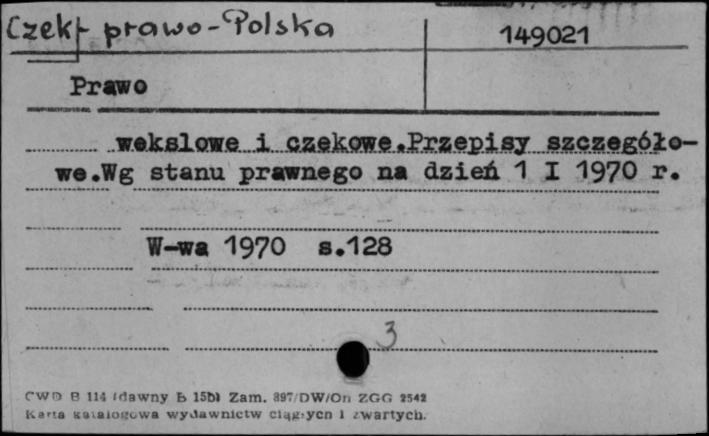 Czeki-prawo-Polska
149021
Prawo
wekslowe i czekowe.Przepisy szczegóło-
we.Wg stanu prawnego na dzień 1 I 1970 r.
W-wa 1970 s.128
3
CWD B 114 (dawny B 15b) Zam. 897/DW/On ZGG 2542
Karta katalogowa wydawnictw ciągłych i zwartych.